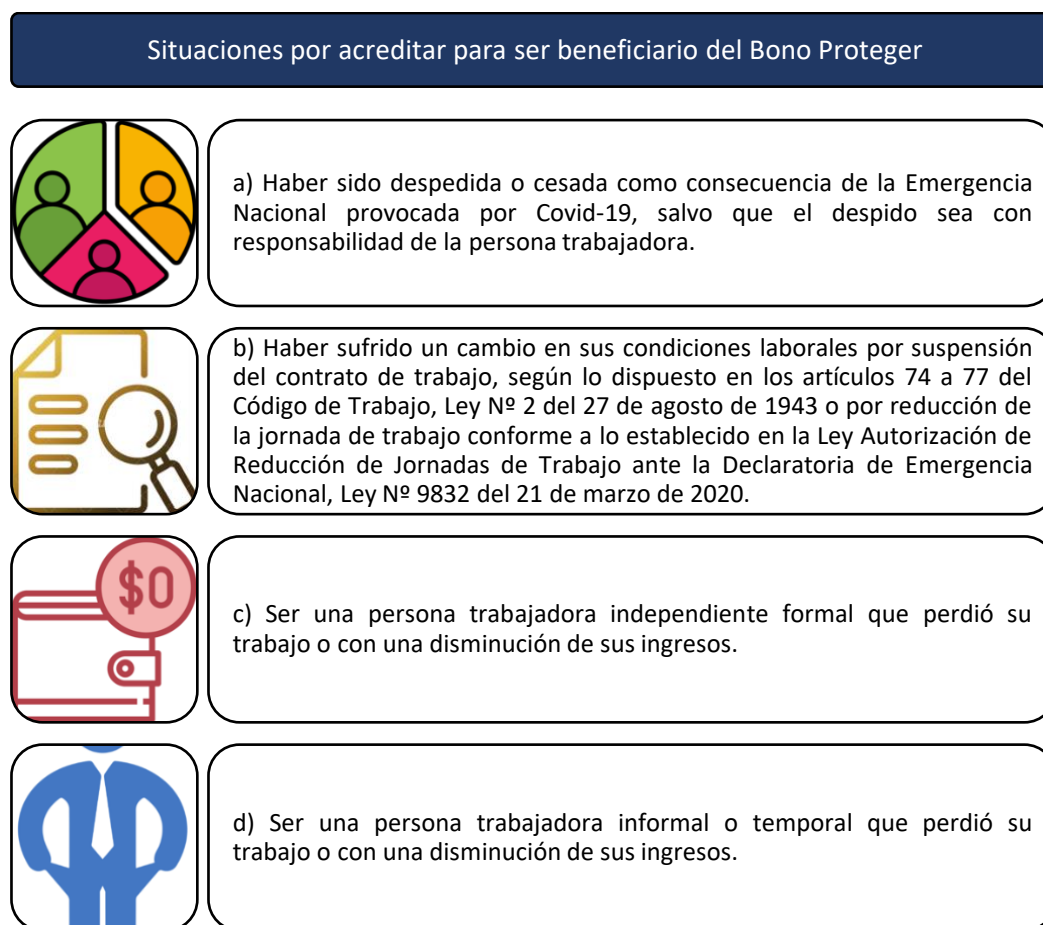 Situaciones por acreditar para ser beneficiario del Bono Proteger
a) Haber sido despedida o cesada como consecuencia de la Emergencia
Nacional provocada por Covid-19, salvo que el despido sea con
responsabilidad de la persona trabajadora.
b) Haber sufrido un cambio en sus condiciones laborales por suspensión
del contrato de trabajo, según lo dispuesto en los artículos 74 a 77 del
Código de Trabajo, Ley Nº 2 del 27 de agosto de 1943 o por reducción de
la jornada de trabajo conforme a lo establecido en la Ley Autorización de
Reducción de Jornadas de Trabajo ante la Declaratoria de Emergencia
Nacional, Ley Nº 9832 del 21 de marzo de 2020.
$0
c) Ser una persona trabajadora independiente formal que perdió su
trabajo o con una disminución de sus ingresos.
d) Ser una persona trabajadora informal o temporal que perdió su
trabajo o con una disminución de sus ingresos.